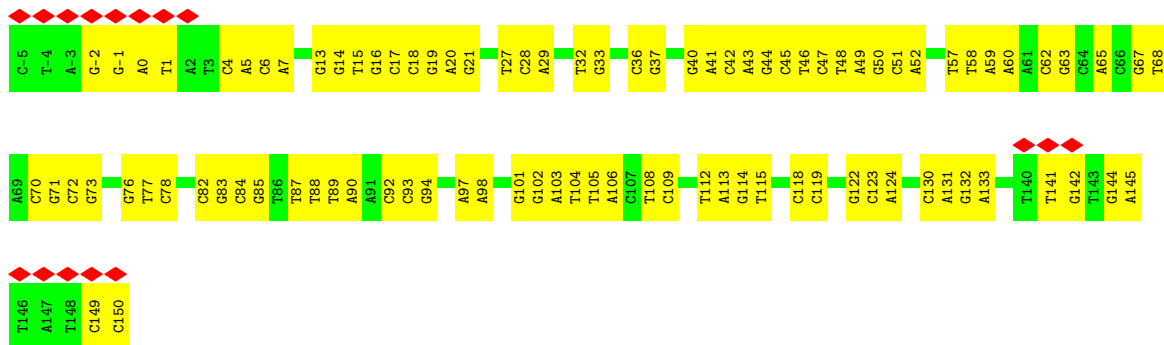 C-5 T-4 A-3 G-2 G-1 A0 T1 A2 T3 C4 A5 C6 A7 G13 G14 T15 G16 C17 C18 G19 A20 G21 T27 C28 A29 T32 G33 C36 G37 G40 A41 C42 A43 G44 C45 T46 C47 T48 A49 G50 C51 A52 T57 T58 A59 A60 A61 C62 G63 C64 A65 C66 G67 T68
A69 C70 G71 C72 G73 G76 T77 C78 C82 G83 C84 G85 T86 T87 T88 T89 A90 A91 C92 C93 G94 A97 A98 G101 G102 A103 T104 T105 A106 C107 T108 C109 T112 A113 G114 T115 C118 C119 G122 C123 A124 C130 A131 G132 A133 T140 T141 G142 T143 G144 A145
T146 A147 T148 C149 C150